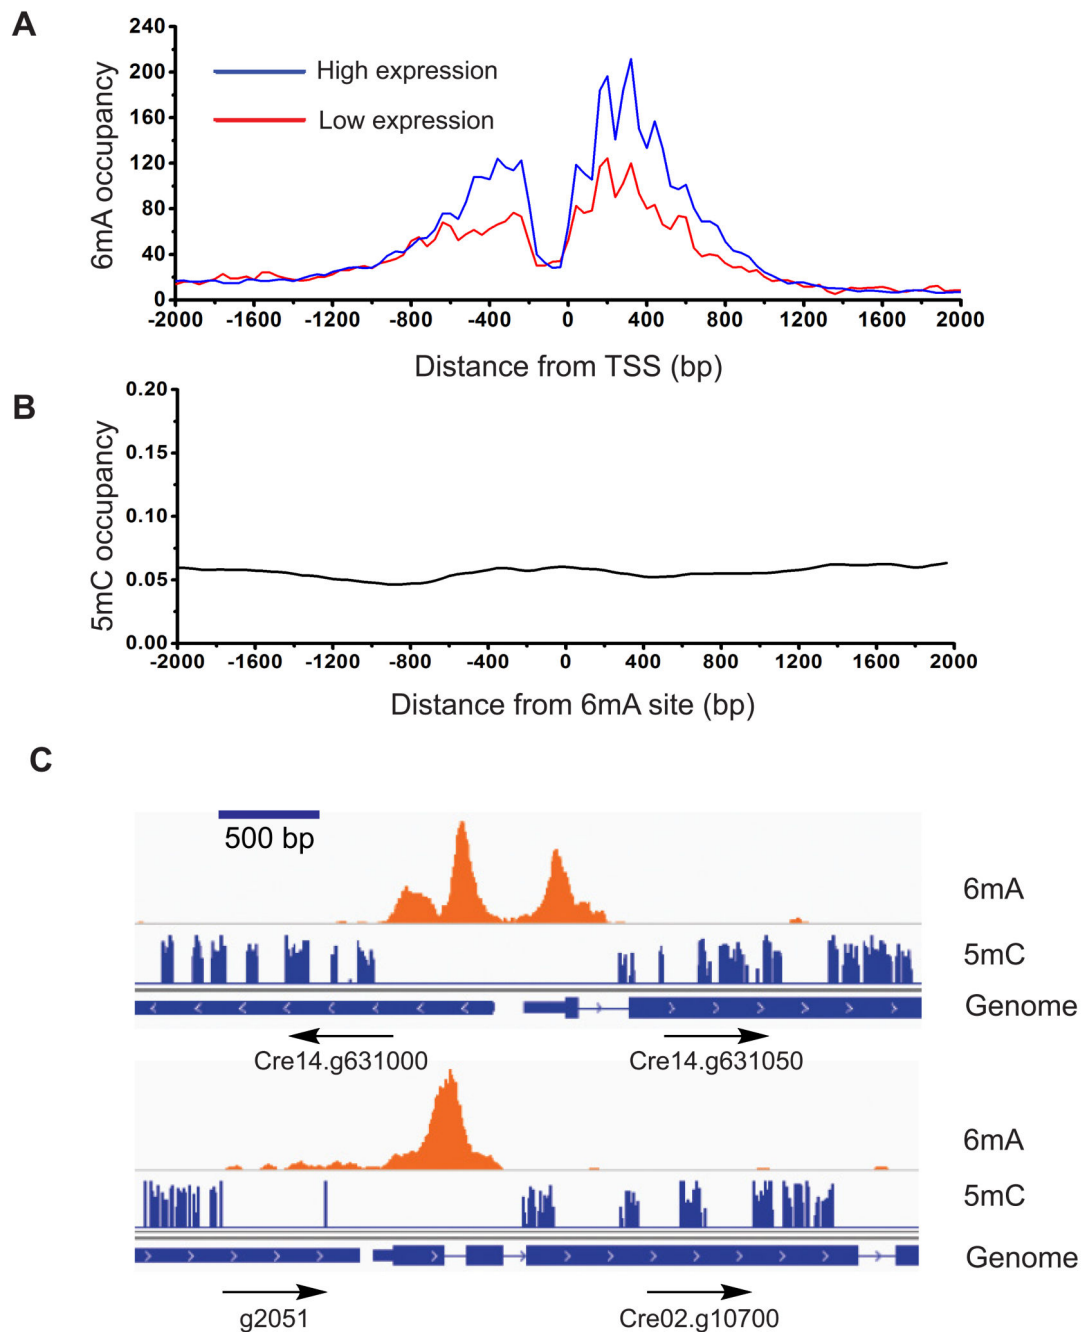 A
240
200
160
120
80
40
0
6mA occupancy
High expression
Low expression
-2000 -1600 -1200 -800 -400 0 400 800 1200 1600 2000
Distance from TSS (bp)
B
0.20
0.15
0.10
0.05
0.00
5mC occupancy
-2000 -1600 -1200 -800 -400 0 400 800 1200 1600 2000
Distance from 6mA site (bp)
C
500 bp
6mA
5mC
Genome
Cre14.g631000 Cre14.g631050
6mA
5mC
Genome
g2051 Cre02.g10700